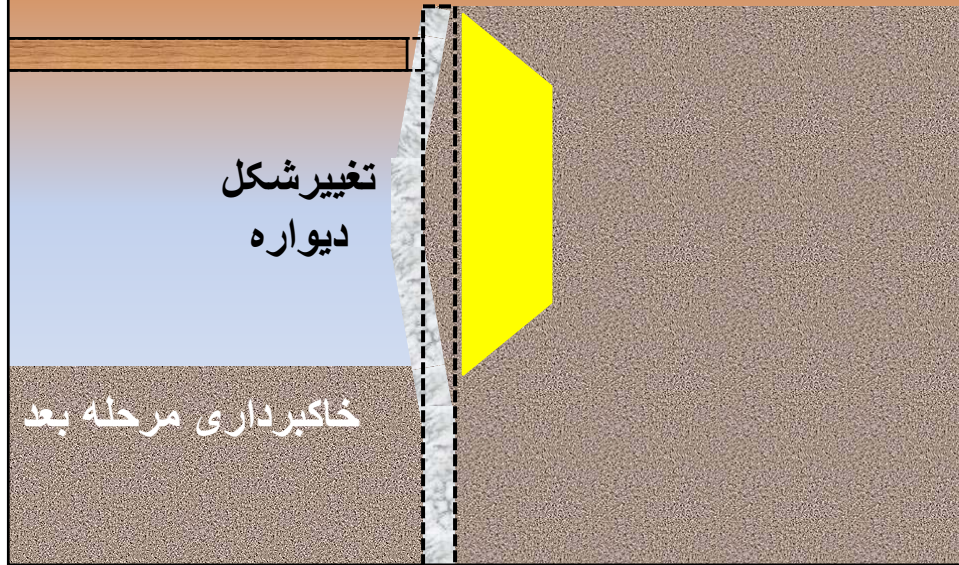 تغییرشکل
دیواره
خاکبرداری مرحله بعد